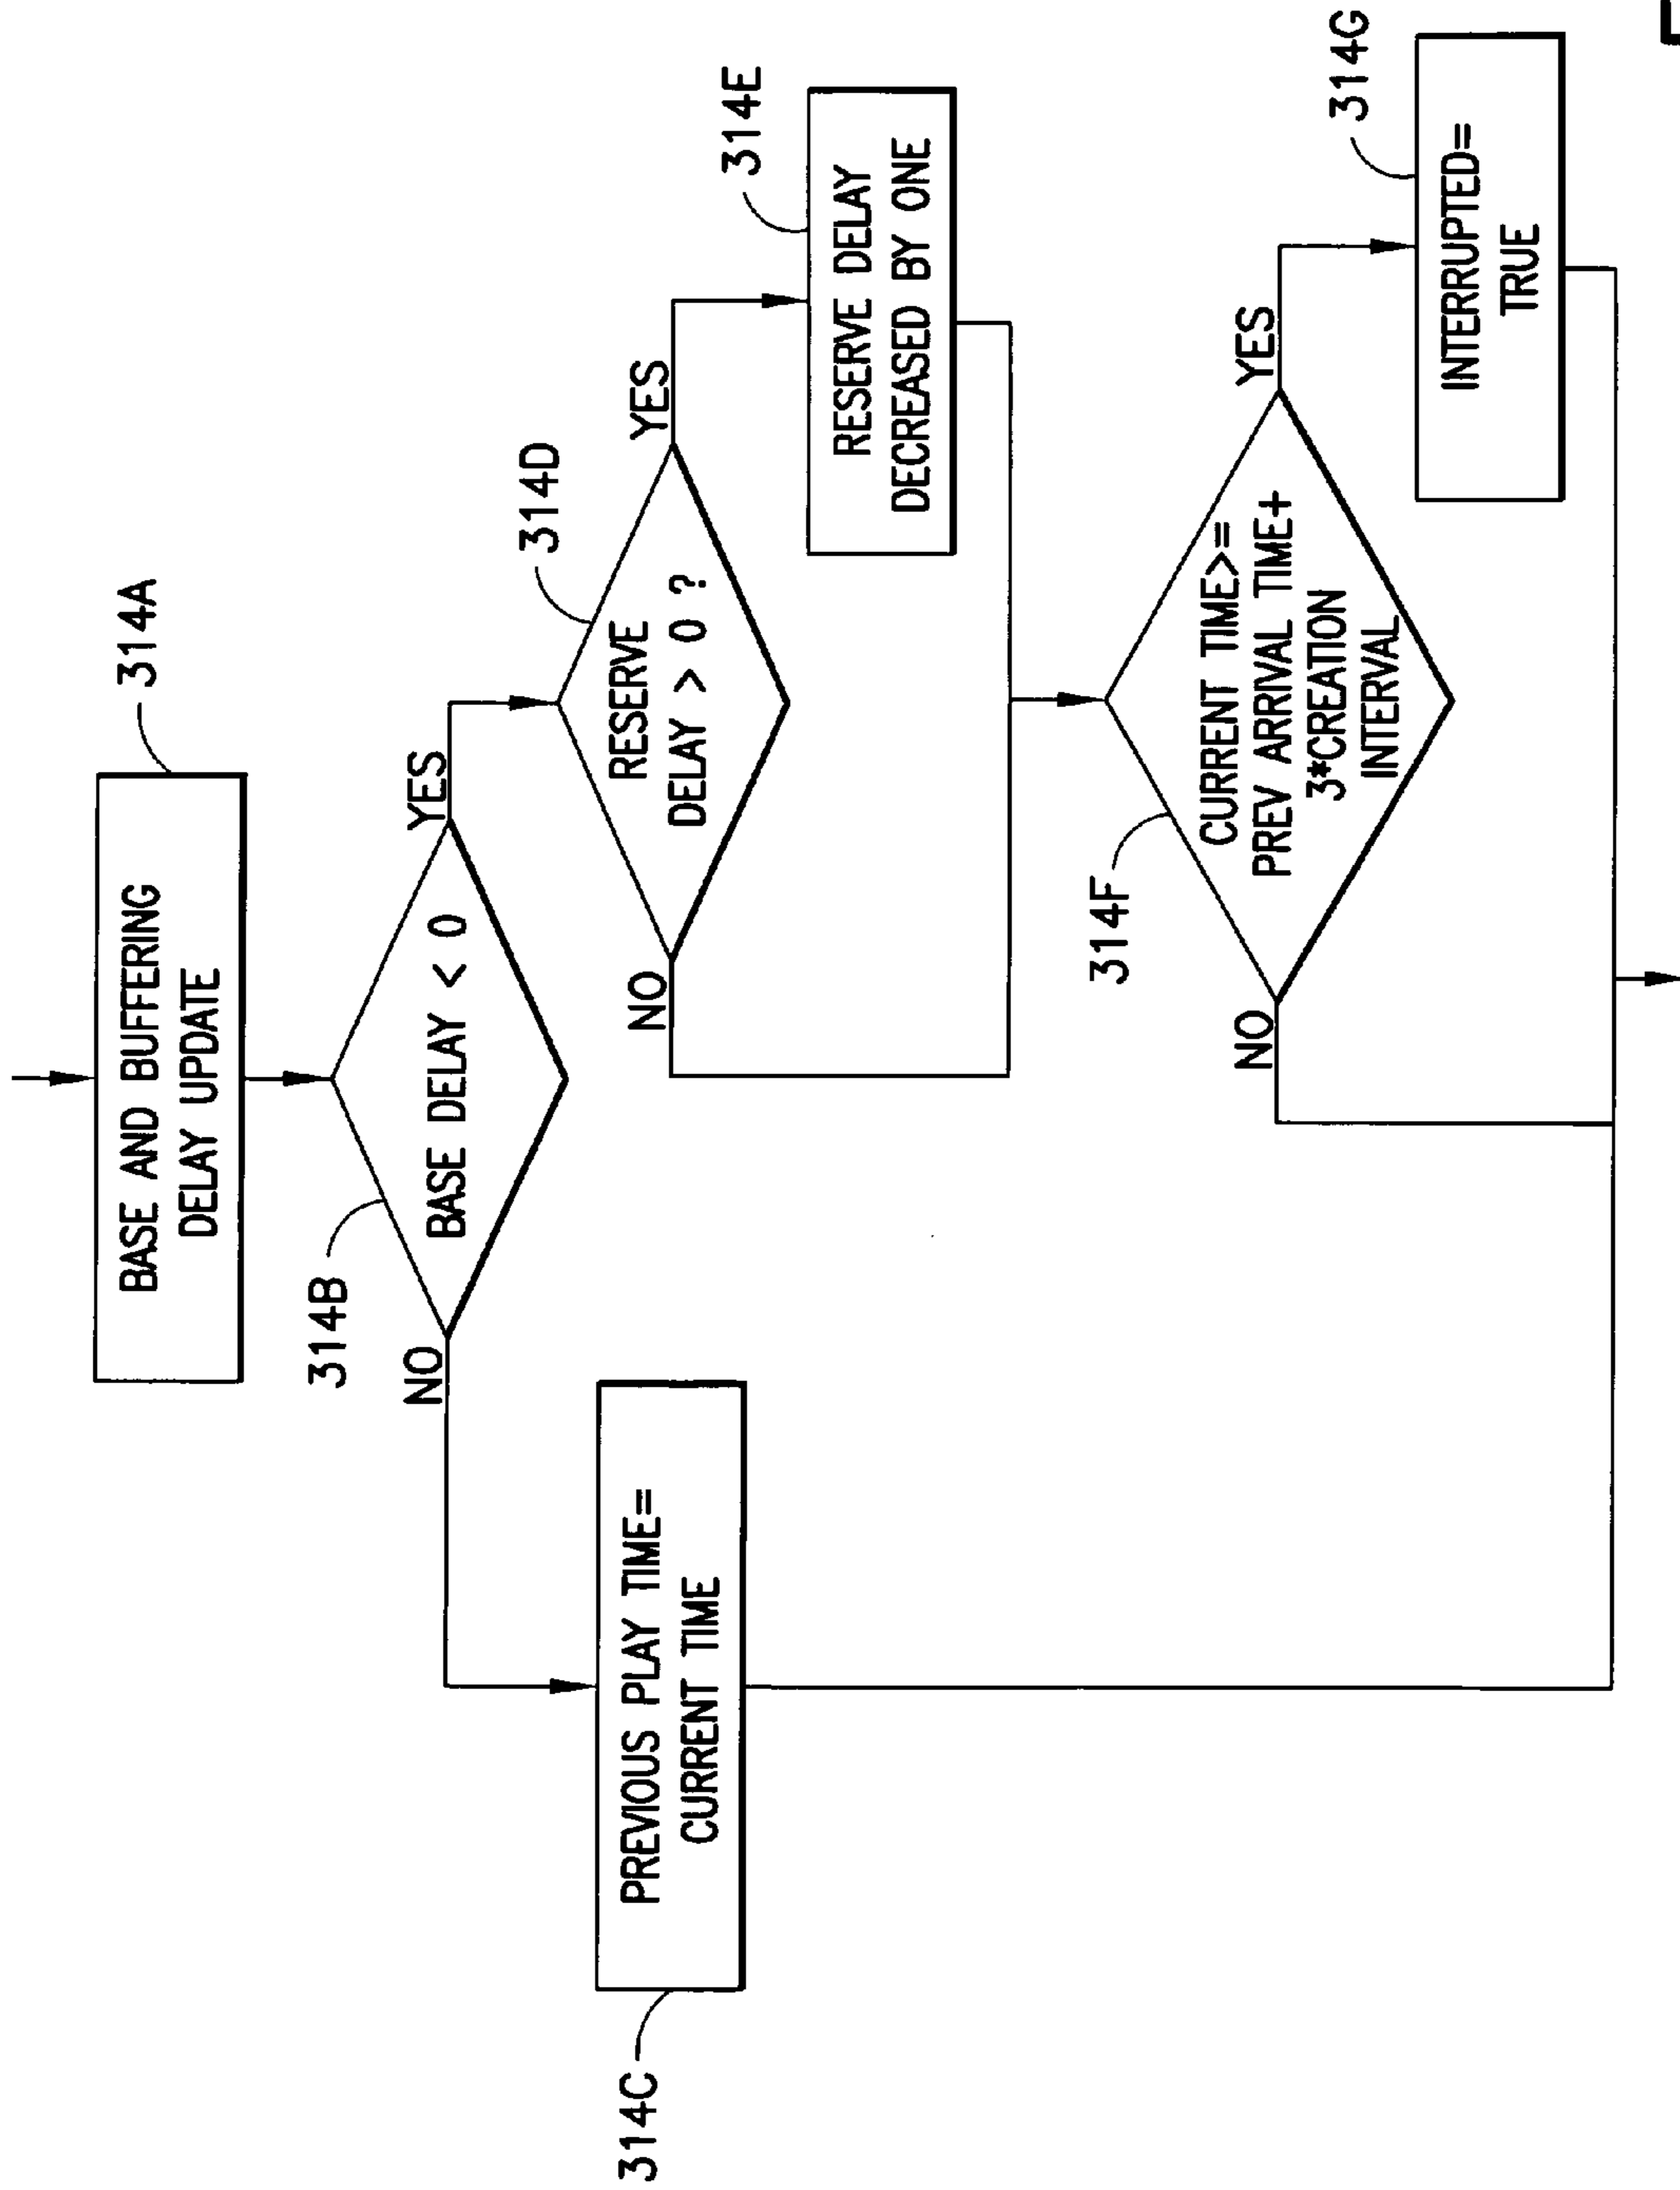 314A
BASE AND BUFFERING
DELAY UPDATE
314B
NO
BASE DELAY < 0
YES
314C
PREVIOUS PLAY TIME=
CURRENT TIME
314D
NO
RESERVE
DELAY > 0 ?
YES
314E
RESERVE DELAY
DECREASED BY ONE
314F
NO
CURRENT TIME>=
PREV ARRIVAL TIME+
3*CREATION
INTERVAL
YES
314G
INTERRUPTED=
TRUE